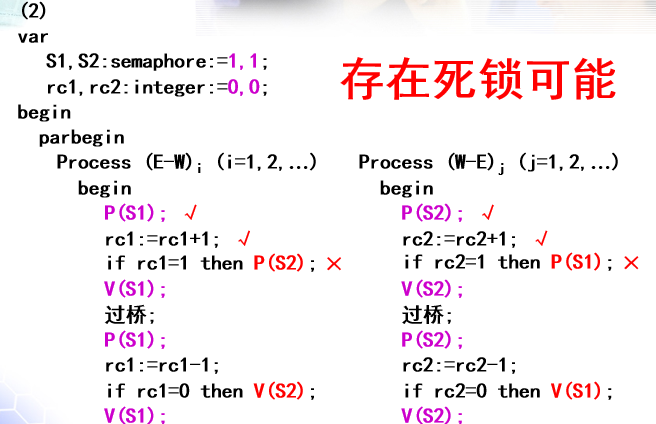 (2)
var
S1,S2:semaphore:=1,1;
rc1,rc2:integer:=0,0;
存在死锁可能
begin
parbegin
Process (E-W)i (i=1,2,…)
begin
P(S1); √
rc1:=rc1+1; √
if rc1=1 then P(S2); ×
V(S1);
过桥;
P(S1);
rc1:=rc1-1;
if rc1=0 then V(S2);
V(S1);
Process (W-E)j (j=1,2,…)
begin
P(S2); √
rc2:=rc2+1; √
if rc2=1 then P(S1); ×
V(S2);
过桥;
P(S2);
rc2:=rc2-1;
if rc2=0 then V(S1);
V(S2);